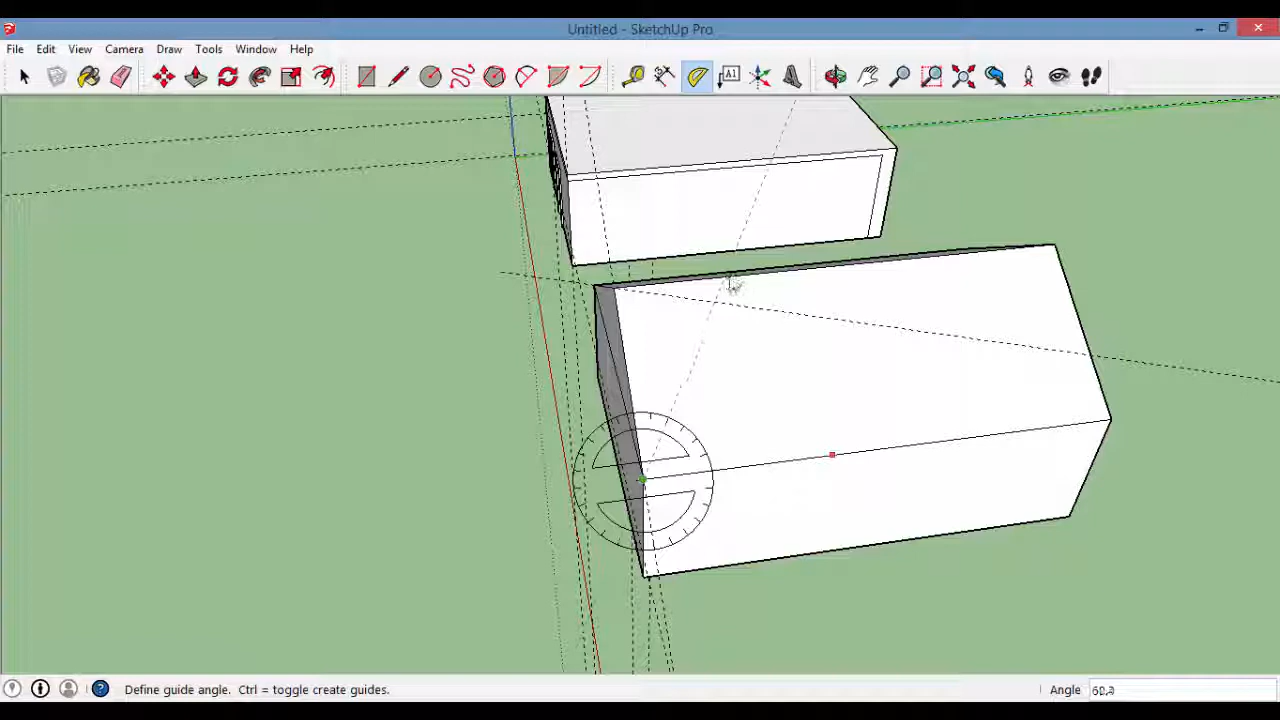 Untitled - SketchUp Pro
File Edit View Camera Draw Tools Window Help
A1
Define guide angle. Ctrl = toggle create guides. Angle